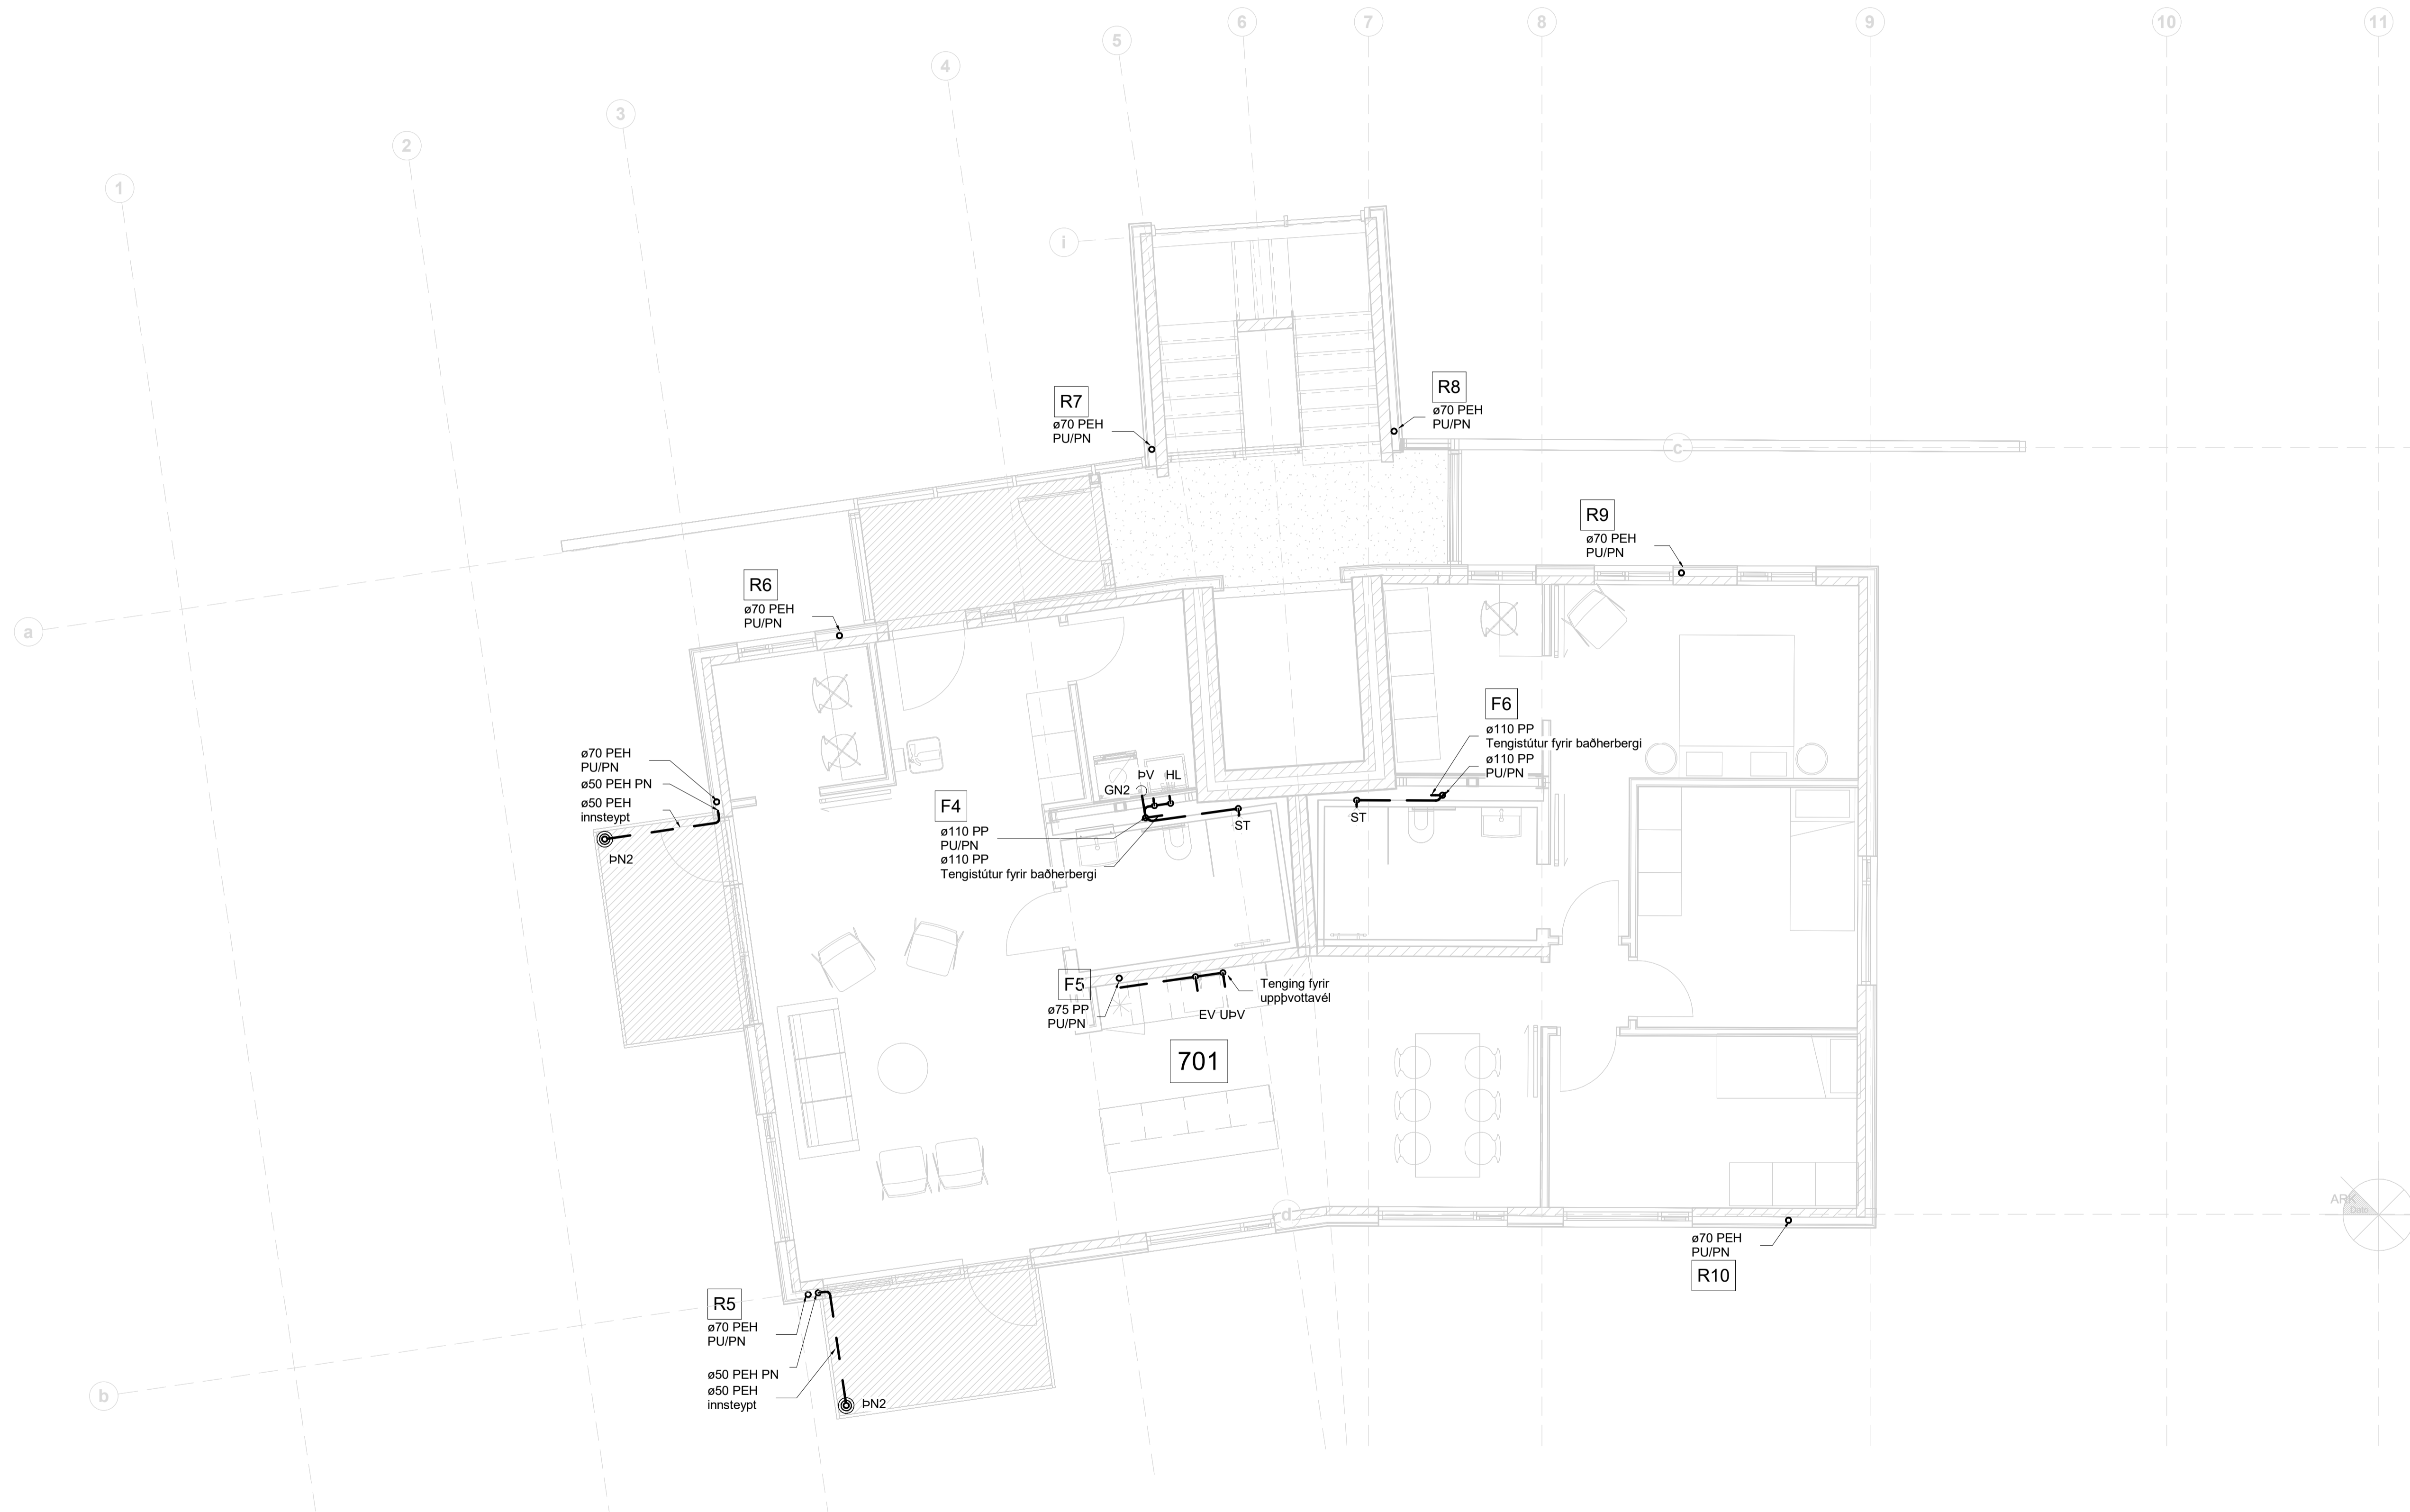 6
7
8
9
10
11
5
4
3
2
1
i
R8
ø70 PEH
PU/PN
R7
ø70 PEH
PU/PN
c
R9
ø70 PEH
PU/PN
R6
ø70 PEH
PU/PN
a
F6
ø110 PP
Tengistútur fyrir baðherbergi
ø110 PP
PU/PN
ø70 PEH
PU/PN
ø50 PEH PN
ø50 PEH
innsteypt
ÞN2
ÞV HL
GN2
F4
ø110 PP
PU/PN
ø110 PP
Tengistútur fyrir baðherbergi
ST
ST
F5
ø75 PP
PU/PN
Tenging fyrir
uppþvottavél
EV UÞV
701
ARK
Dato
d
ø70 PEH
PU/PN
R10
R5
ø70 PEH
PU/PN
ø50 PEH PN
ø50 PEH
innsteypt
ÞN2
b